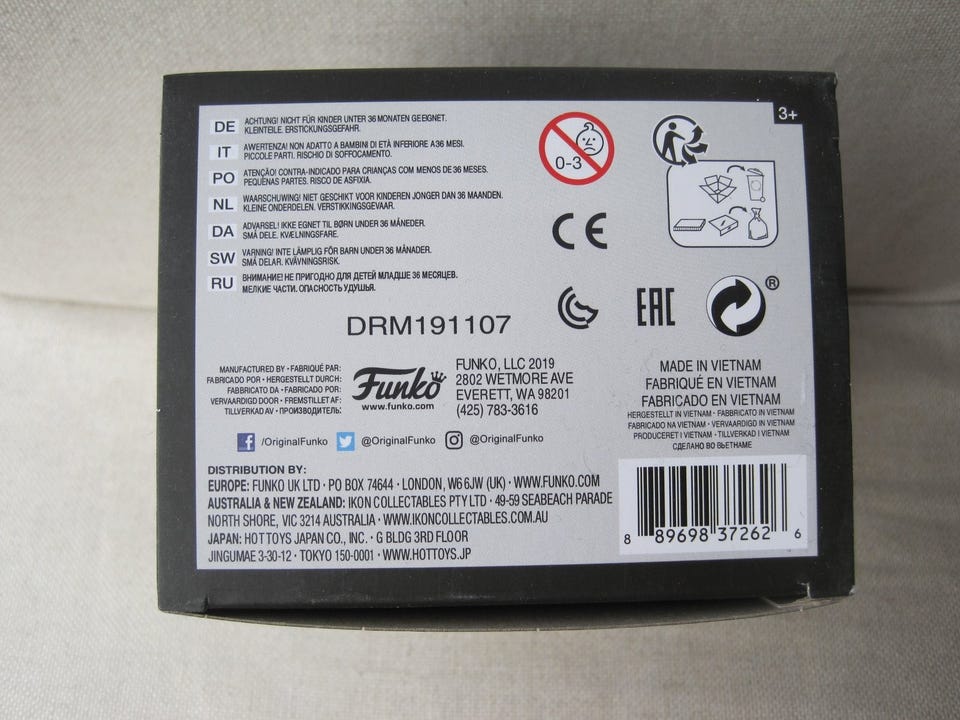 3+
DE ACHTUNG! NICHT FÜR KINDER UNTER 36 MONATEN GEEIGNET.
KLEINTEILE. ERSTICKUNGSGEFAHR.
IT AWERTENZA! NON ADATTO A BAMBINI DI ETÀ INFERIORE A36 MESI.
PICCOLE PARTI. RISCHIO DI SOFFOCAMENTO.
PO ATENÇÃO! CONTRA-INDICADO PARA CRIANÇAS COM MENOS DE 36 MESES.
PEQUENAS PARTES. RISCO DE ASFIXIA.
NL WAARSCHUWING! NIET GESCHIKT VOOR KINDEREN JONGER DAN 36 MAANDEN.
KLEINE ONDERDELEN. VERSTIKKINGSGEVAAR.
DA ADVARSEL! IKKE EGNET TIL BØRN UNDER 36 MÅNEDER.
SMÅ DELE. KVÆLNINGSFARE.
SW VARNING! INTE LÄMPLIG FÖR BARN UNDER 36 MÅNADER.
SMÅ DELAR. KVÄVNINGSRISK.
RU ВНИМАНИЕ! НЕ ПРИГОДНО ДЛЯ ДЕТЕЙ МЛАДШЕ 36 МЕСЯЦЕВ.
МЕЛКИЕ ЧАСТИ. ОПАСНОСТЬ УДУШЬЯ.
0-3
CE
EAC
®
DRM191107
MANUFACTURED BY • FABRIQUÉ PAR:
FABRICADO POR • HERGESTELLT DURCH:
FABBRICATO DA • FABRICADO POR:
VERVAARDIGD DOOR • FREMSTILLET AF:
TILLVERKAD AV • ПРОИЗВОДИТЕЛЬ:
Funko
www.funko.com
FUNKO, LLC 2019
2802 WETMORE AVE
EVERETT, WA 98201
(425) 783-3616
MADE IN VIETNAM
FABRIQUÉ EN VIETNAM
FABRICADO EN VIETNAM
HERGESTELLT IN VIETNAM • FABBRICATO IN VIETNAM
FABRICADO NA VIETNAM • VERVAARDIGD IN VIETNAM
PRODUCERET I VIETNAM • TILLVERKAD I VIETNAM
СДЕЛАНО ВО ВЬЕТНАМЕ
f /OriginalFunko @OriginalFunko @OriginalFunko
DISTRIBUTION BY:
EUROPE: FUNKO UK LTD • PO BOX 74644 • LONDON, W6 6JW (UK) • WWW.FUNKO.COM
AUSTRALIA & NEW ZEALAND: IKON COLLECTABLES PTY LTD • 49-59 SEABEACH PARADE
NORTH SHORE, VIC 3214 AUSTRALIA • WWW.IKONCOLLECTABLES.COM.AU
JAPAN: HOT TOYS JAPAN CO., INC. • G BLDG 3RD FLOOR
JINGUMAE 3-30-12 • TOKYO 150-0001 • WWW.HOTTOYS.JP
8 89698 37262 6